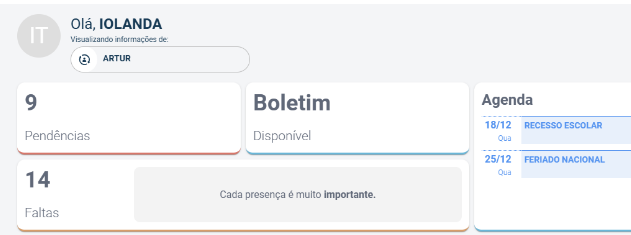 IT
Olá, IOLANDA
Visualizando informações de:
ARTUR
9
Pendências
Boletim
Disponível
14
Faltas
Cada presença é muito importante.
Agenda
18/12
Qua
RECESSO ESCOLAR
25/12
Qua
FERIADO NACIONAL